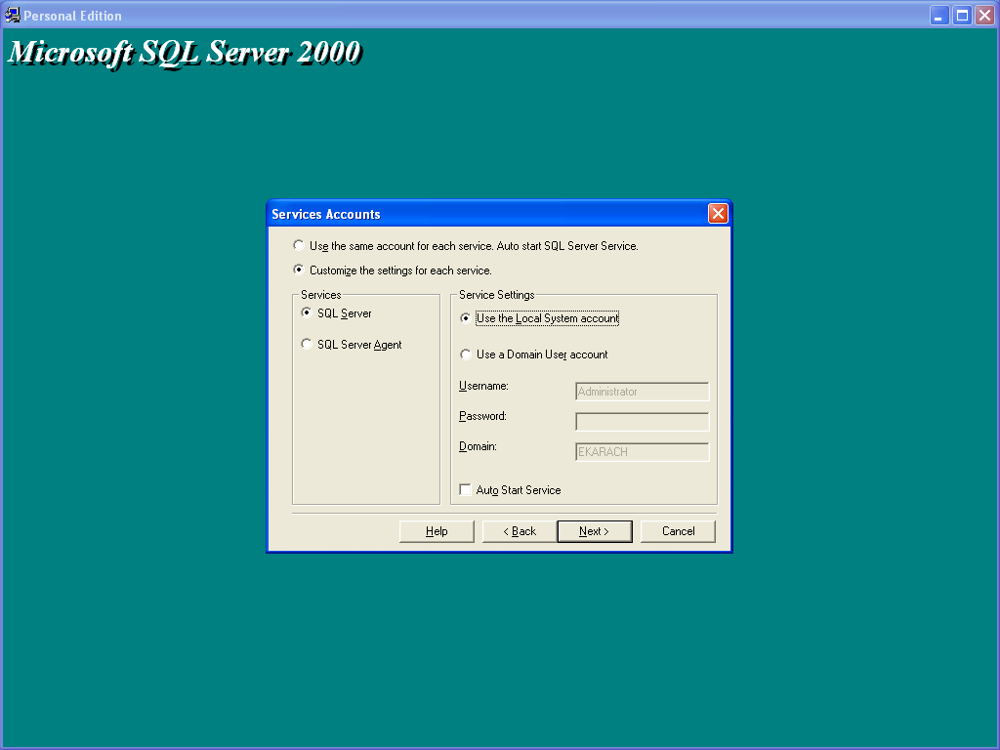 Personal Edition
Microsoft SQL Server 2000
Services Accounts
Use the same account for each service. Auto start SQL Server Service.
Customize the settings for each service.
Services
SQL Server
SQL Server Agent
Service Settings
Use the Local System account
Use a Domain User account
Username:
Administrator
Password:
Domain:
EKARACH
Auto Start Service
Help
< Back
Next >
Cancel